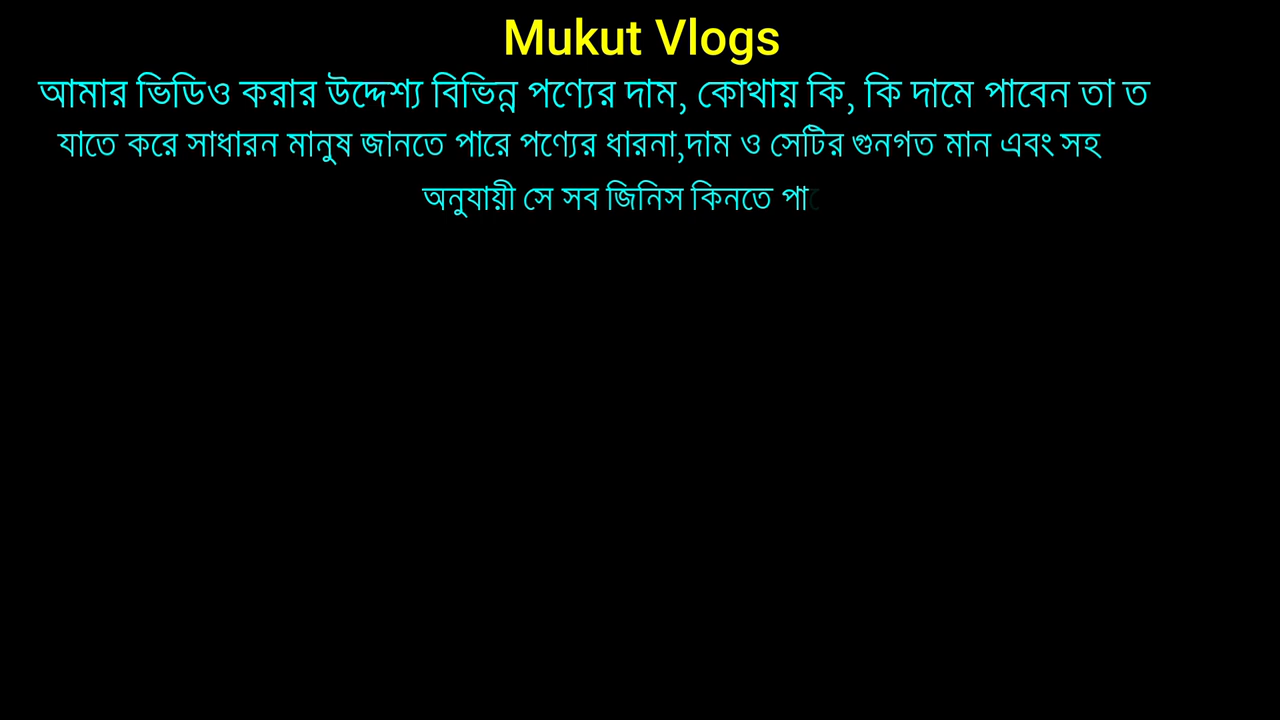 Mukut Vlogs
আমার ভিডিও করার উদ্দেশ্য বিভিন্ন পণ্যের দাম, কোথায় কি, কি দামে পাবেন তা ত
যাতে করে সাধারন মানুষ জানতে পারে পণ্যের ধারনা,দাম ও সেটির গুনগত মান এবং সহ
অনুযায়ী সে সব জিনিস কিনতে পা